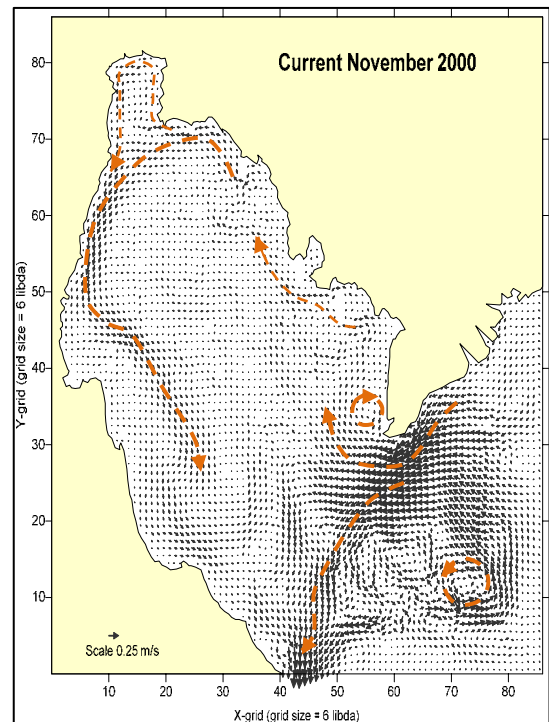 Current November 2000
80
70
60
50
40
30
20
10
Y-grid (grid size = 6 libda)
Scale 0.25 m/s
10 20 30 40 50 60 70 80
X-grid (grid size = 6 libda)